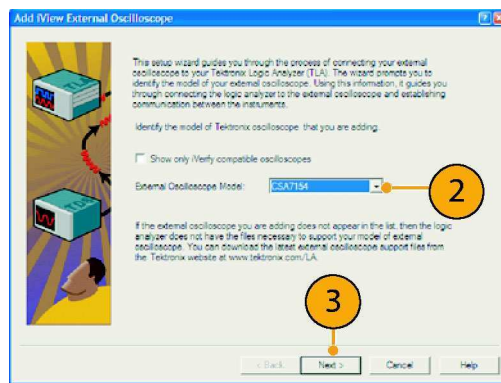 Add iView External Oscilloscope
This setup wizard guides you through the process of connecting your external
oscilloscope to your Tektronix Logic Analyzer (TLA). The wizard prompts you to
identify the model of your external oscilloscope. Using this information, it guides you
through connecting the logic analyzer to the external oscilloscope and establishing
communication between the instruments.
Identify the model of Tektronix oscilloscope that you are adding.
Show only iVerify compatible oscilloscopes
External Oscilloscope Model: CSA7154
2
If the external oscilloscope you are adding does not appear in the list, then the logic
analyzer does not have the files necessary to support your model of external
oscilloscope. You can download the latest external oscilloscope support files from
the Tektronix website at www.tektronix.com/LA.
3
< Back Next > Cancel Help
TLA
TDS